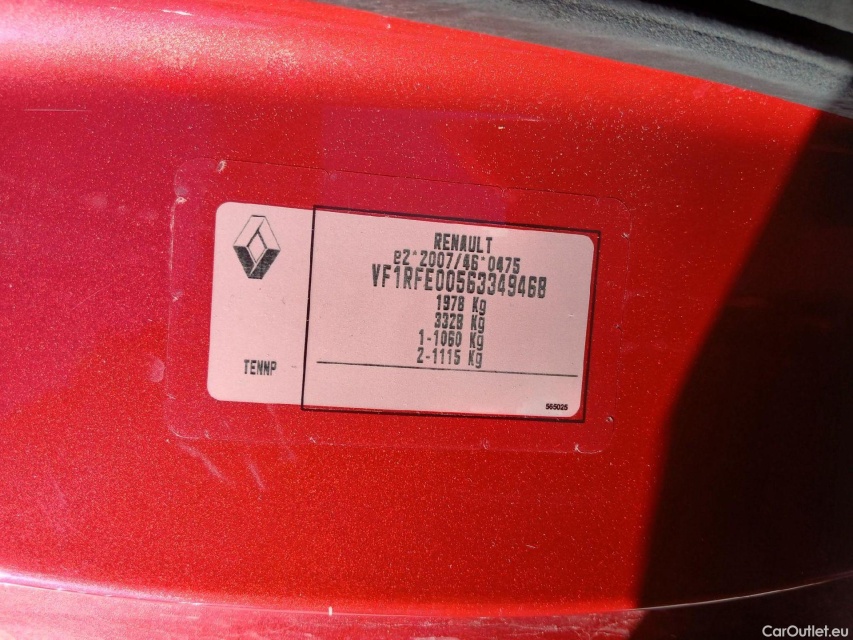 RENAULT
e2*2007/46*0475
VF1RFE00563349468
1978 Kg
3328 Kg
1-1060 Kg
2-1115 Kg
TENNP
565025
CarOutlet.eu